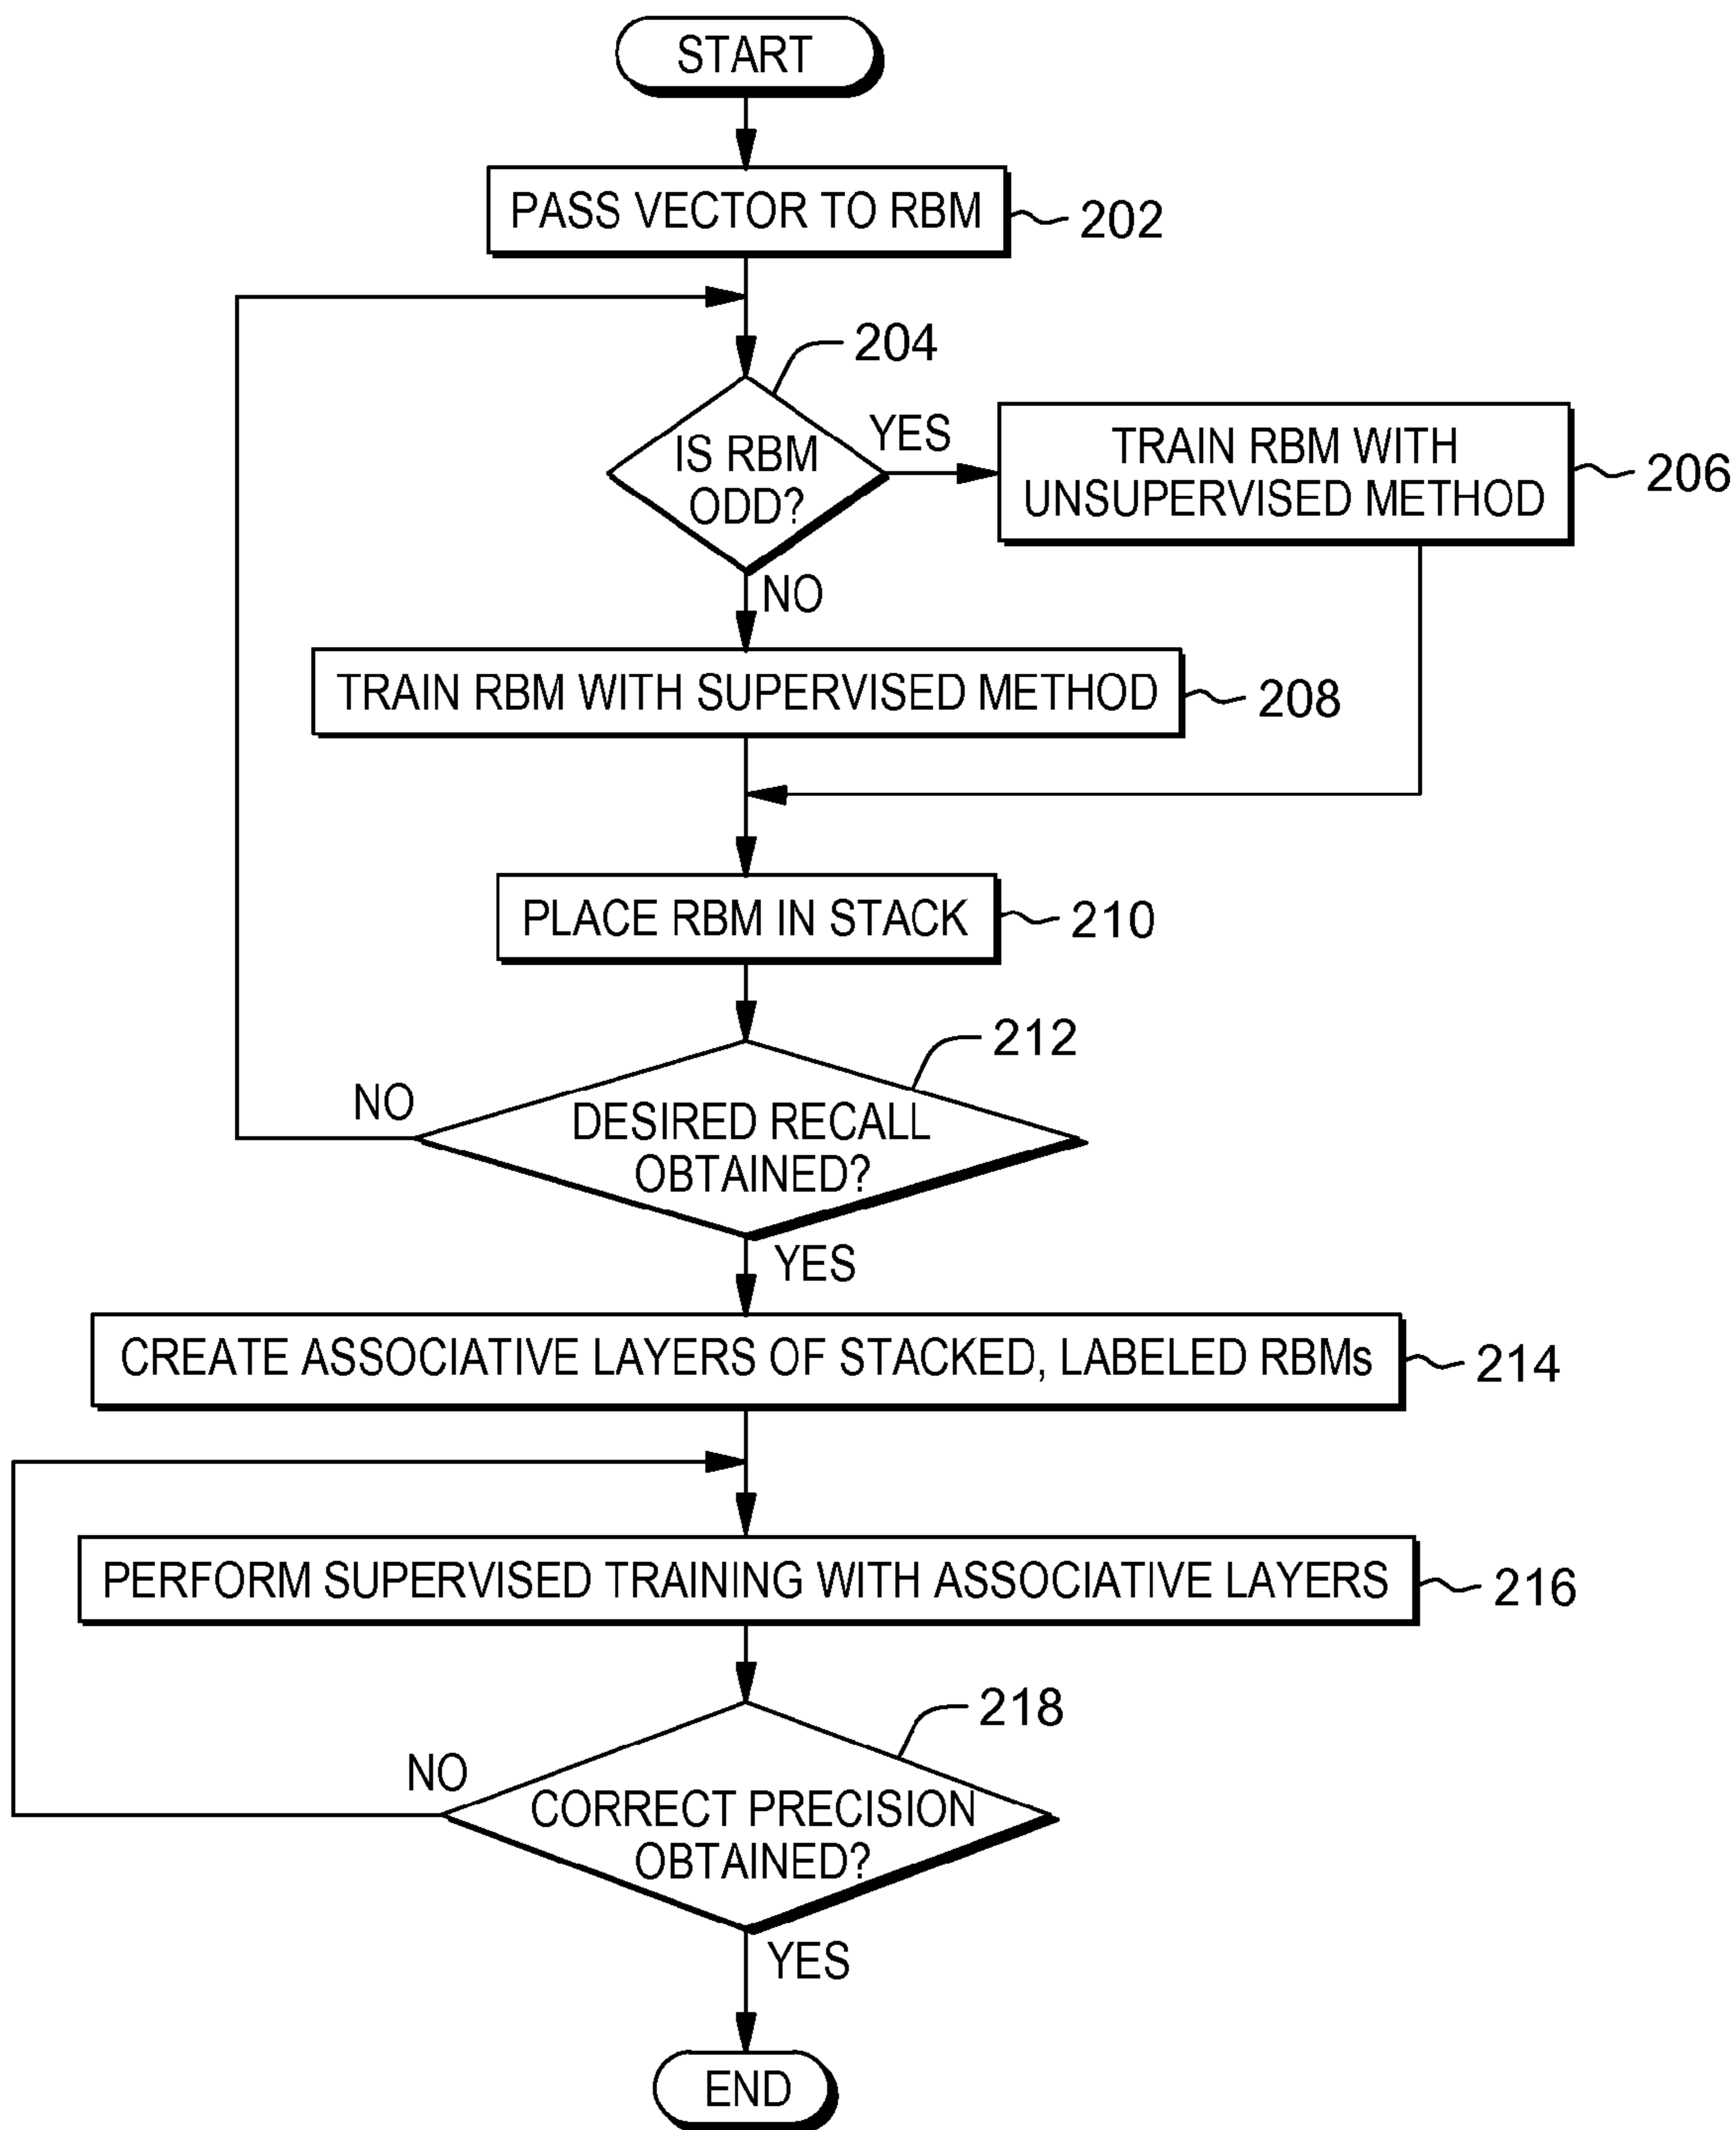 START
PASS VECTOR TO RBM
202
204
IS RBM
ODD?
YES
TRAIN RBM WITH
UNSUPERVISED METHOD
206
NO
TRAIN RBM WITH SUPERVISED METHOD
208
PLACE RBM IN STACK
210
212
DESIRED RECALL
OBTAINED?
NO
YES
CREATE ASSOCIATIVE LAYERS OF STACKED, LABELED RBMs
214
PERFORM SUPERVISED TRAINING WITH ASSOCIATIVE LAYERS
216
218
CORRECT PRECISION
OBTAINED?
NO
YES
END